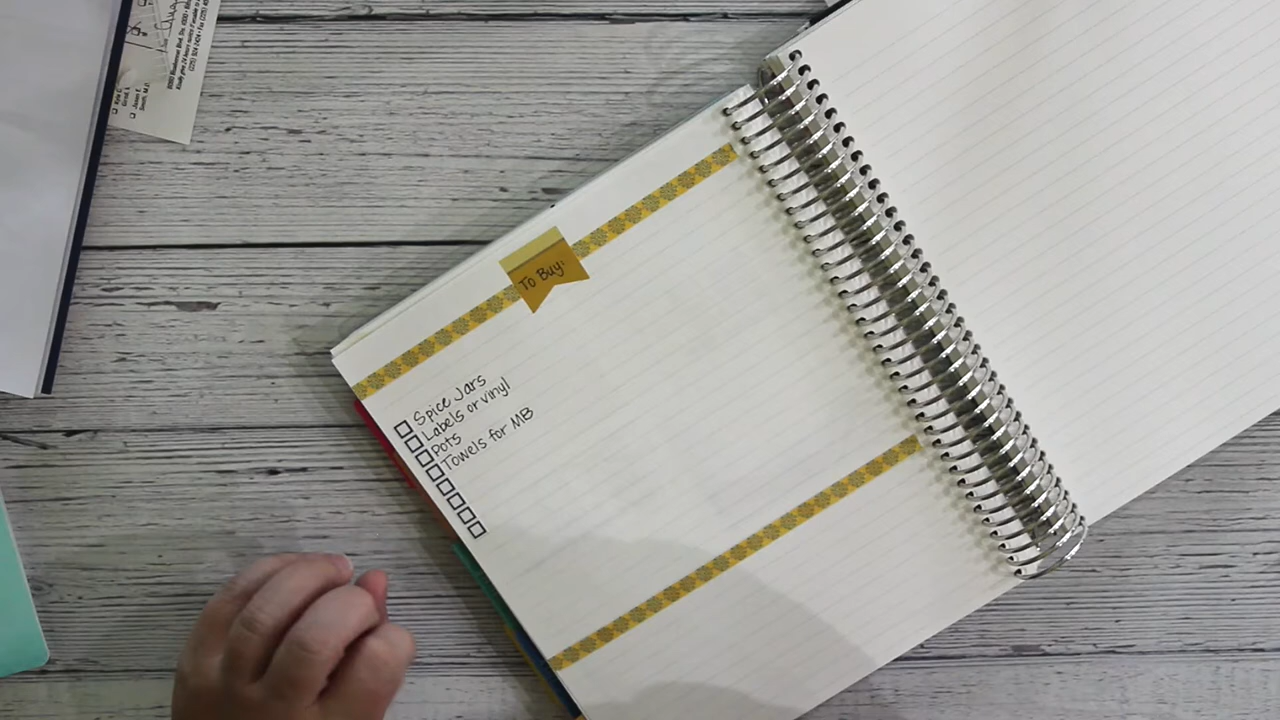 To Buy:
Spice Jars
Labels or vinyl
Pots
Towels for MB